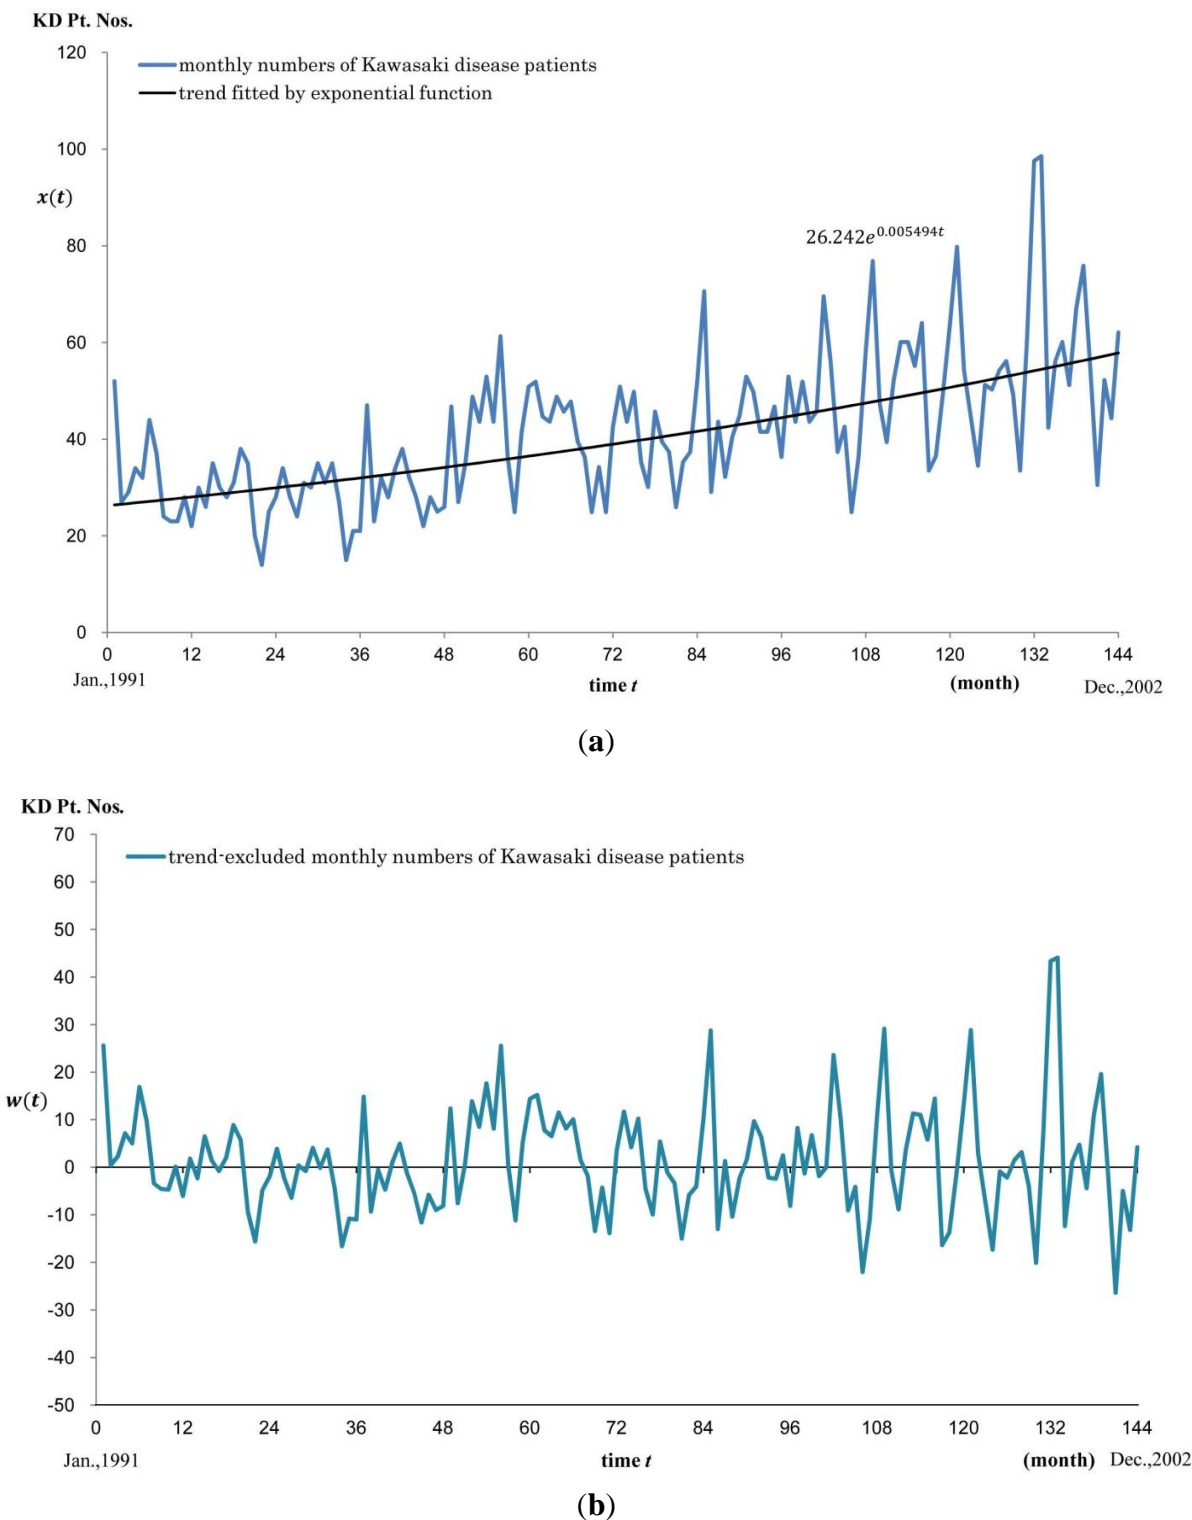 KD Pt. Nos.
120
monthly numbers of Kawasaki disease patients
trend fitted by exponential function
100
x(t)
80
26.242e^0.005494t
60
40
20
0
0 12 24 36 48 60 72 84 96 108 120 132 144
Jan.,1991 time t (month) Dec.,2002
(a)
KD Pt. Nos.
70
trend-excluded monthly numbers of Kawasaki disease patients
60
50
40
30
20
w(t)
10
0
-10
-20
-30
-40
-50
0 12 24 36 48 60 72 84 96 108 120 132 144
Jan.,1991 time t (month) Dec.,2002
(b)